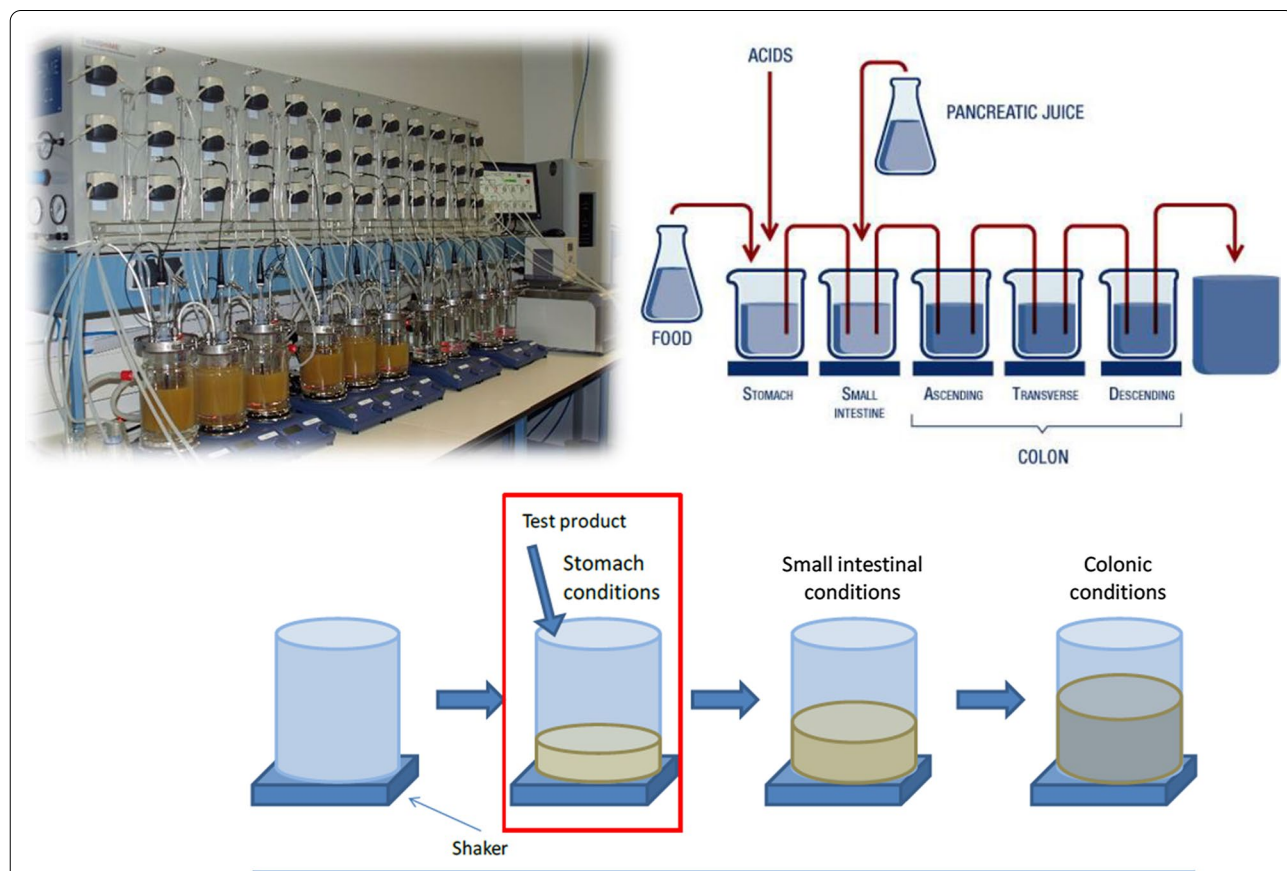 ACIDS
PANCREATIC JUICE
FOOD
STOMACH
SMALL
INTESTINE
ASCENDING
TRANSVERSE
DESCENDING
COLON
Test product
Stomach
conditions
Small intestinal
conditions
Colonic
conditions
Shaker